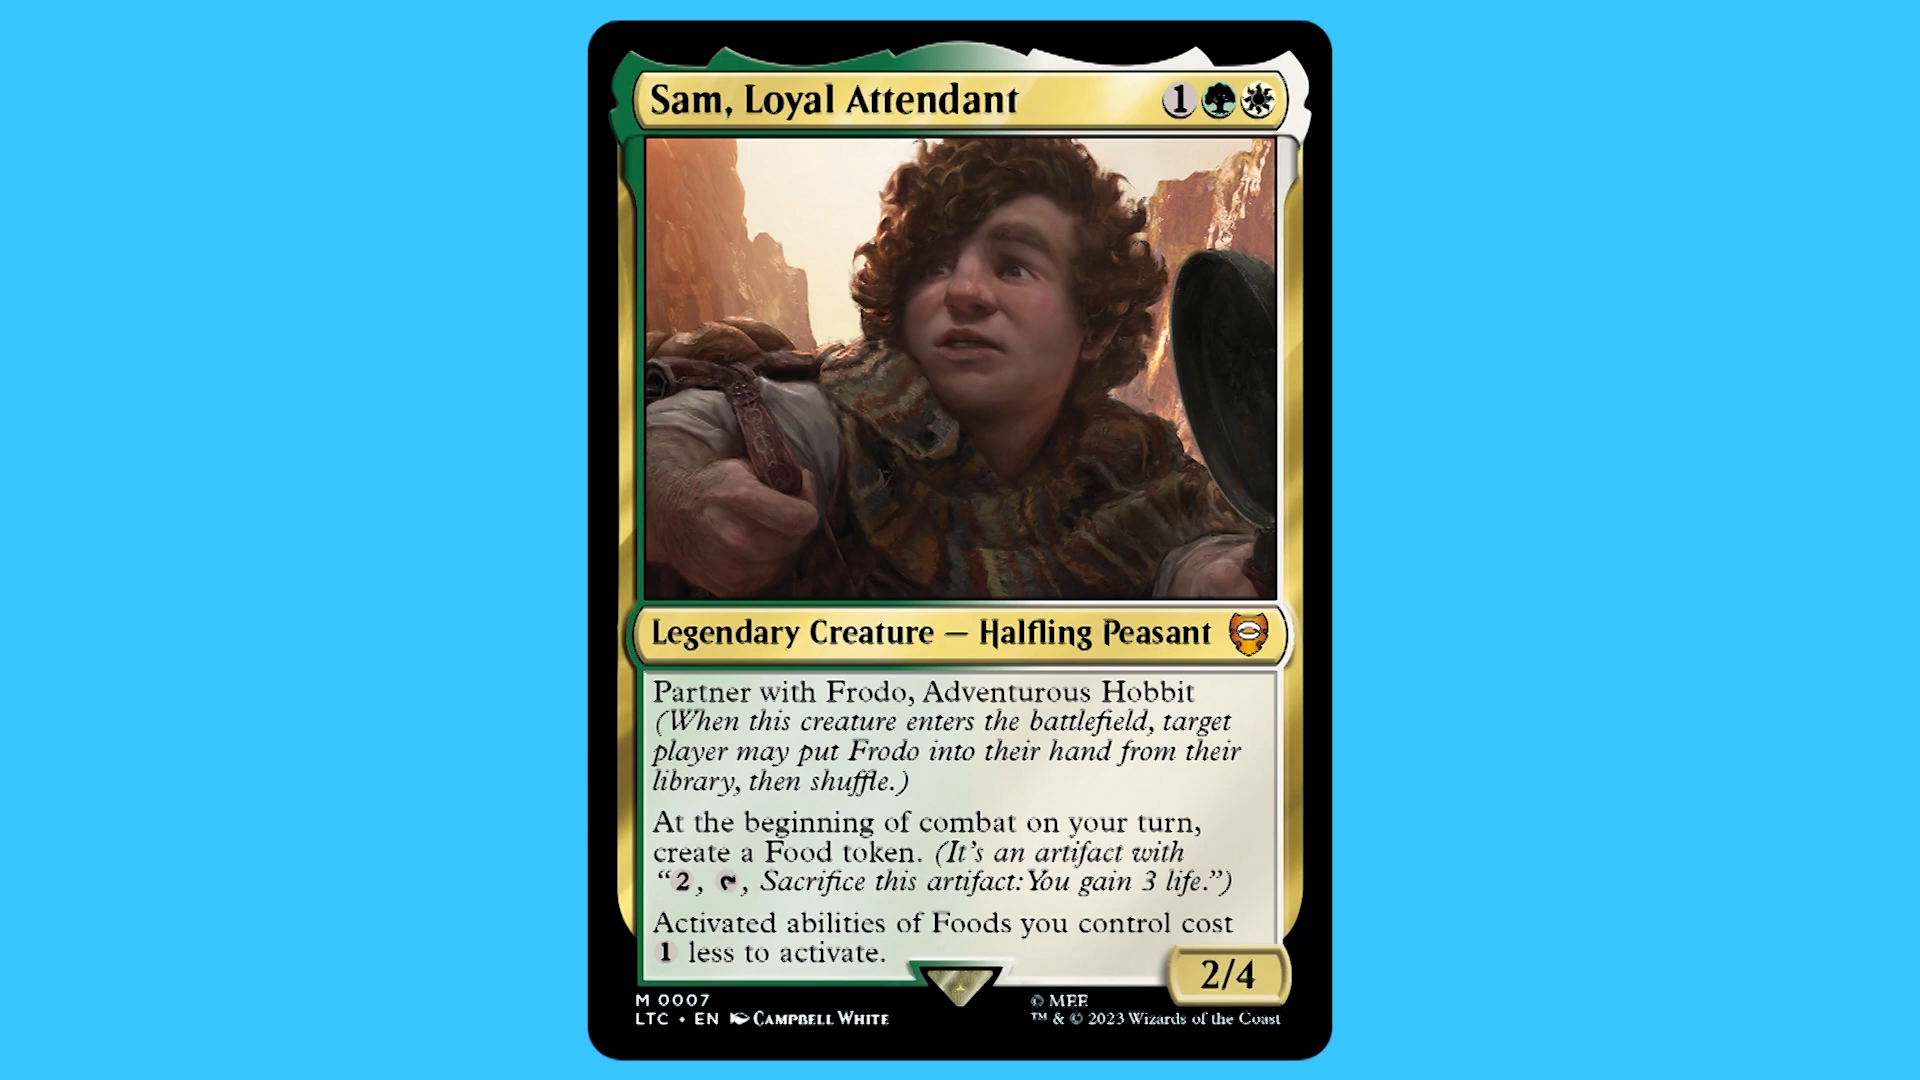 Sam, Loyal Attendant 1
Legendary Creature — Halfling Peasant
Partner with Frodo, Adventurous Hobbit
(When this creature enters the battlefield, target
player may put Frodo into their hand from their
library, then shuffle.)
At the beginning of combat on your turn,
create a Food token. (It's an artifact with
“2, , Sacrifice this artifact: You gain 3 life.”)
Activated abilities of Foods you control cost
1 less to activate.
2/4
M 0007
LTC • EN CAMPBELL WHITE
© MEE
™ & © 2023 Wizards of the Coast